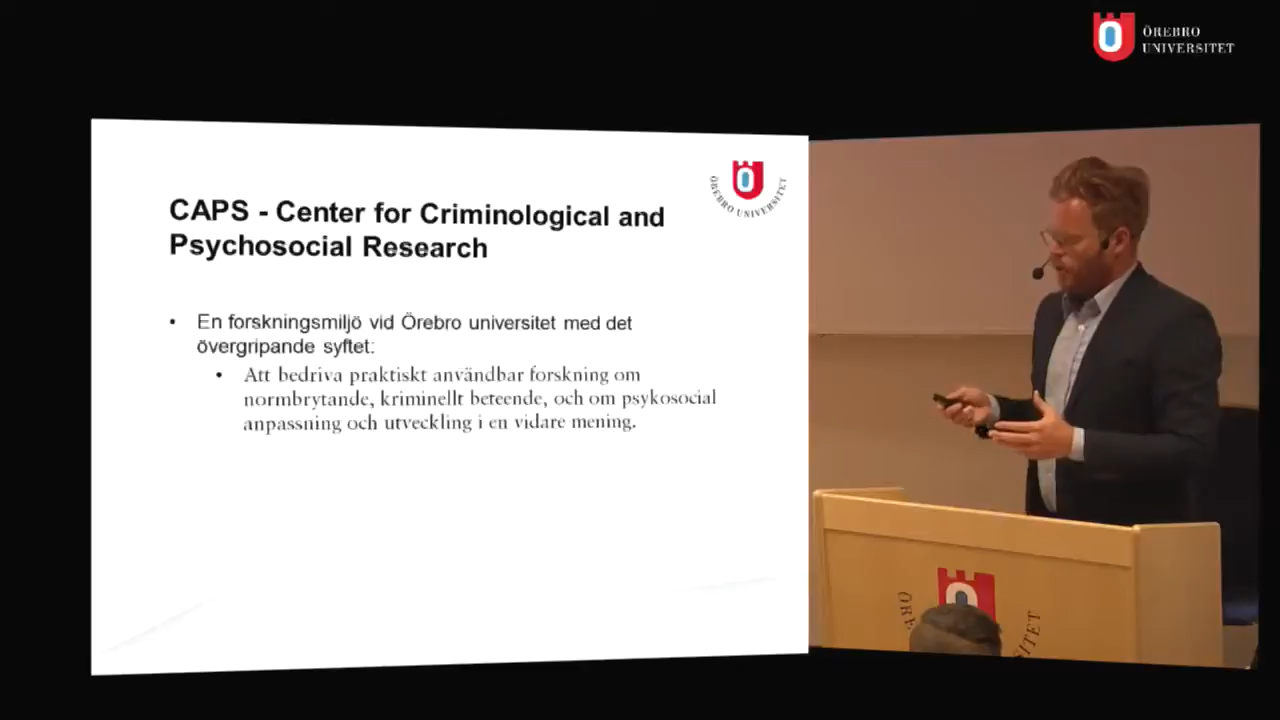 ÖREBRO
UNIVERSITET
ÖREBRO UNIVERSITET
CAPS - Center for Criminological and
Psychosocial Research
• En forskningsmiljö vid Örebro universitet med det
övergripande syftet:
• Att bedriva praktiskt användbar forskning om
normbrytande, kriminellt beteende, och om psykosocial
anpassning och utveckling i en vidare mening.